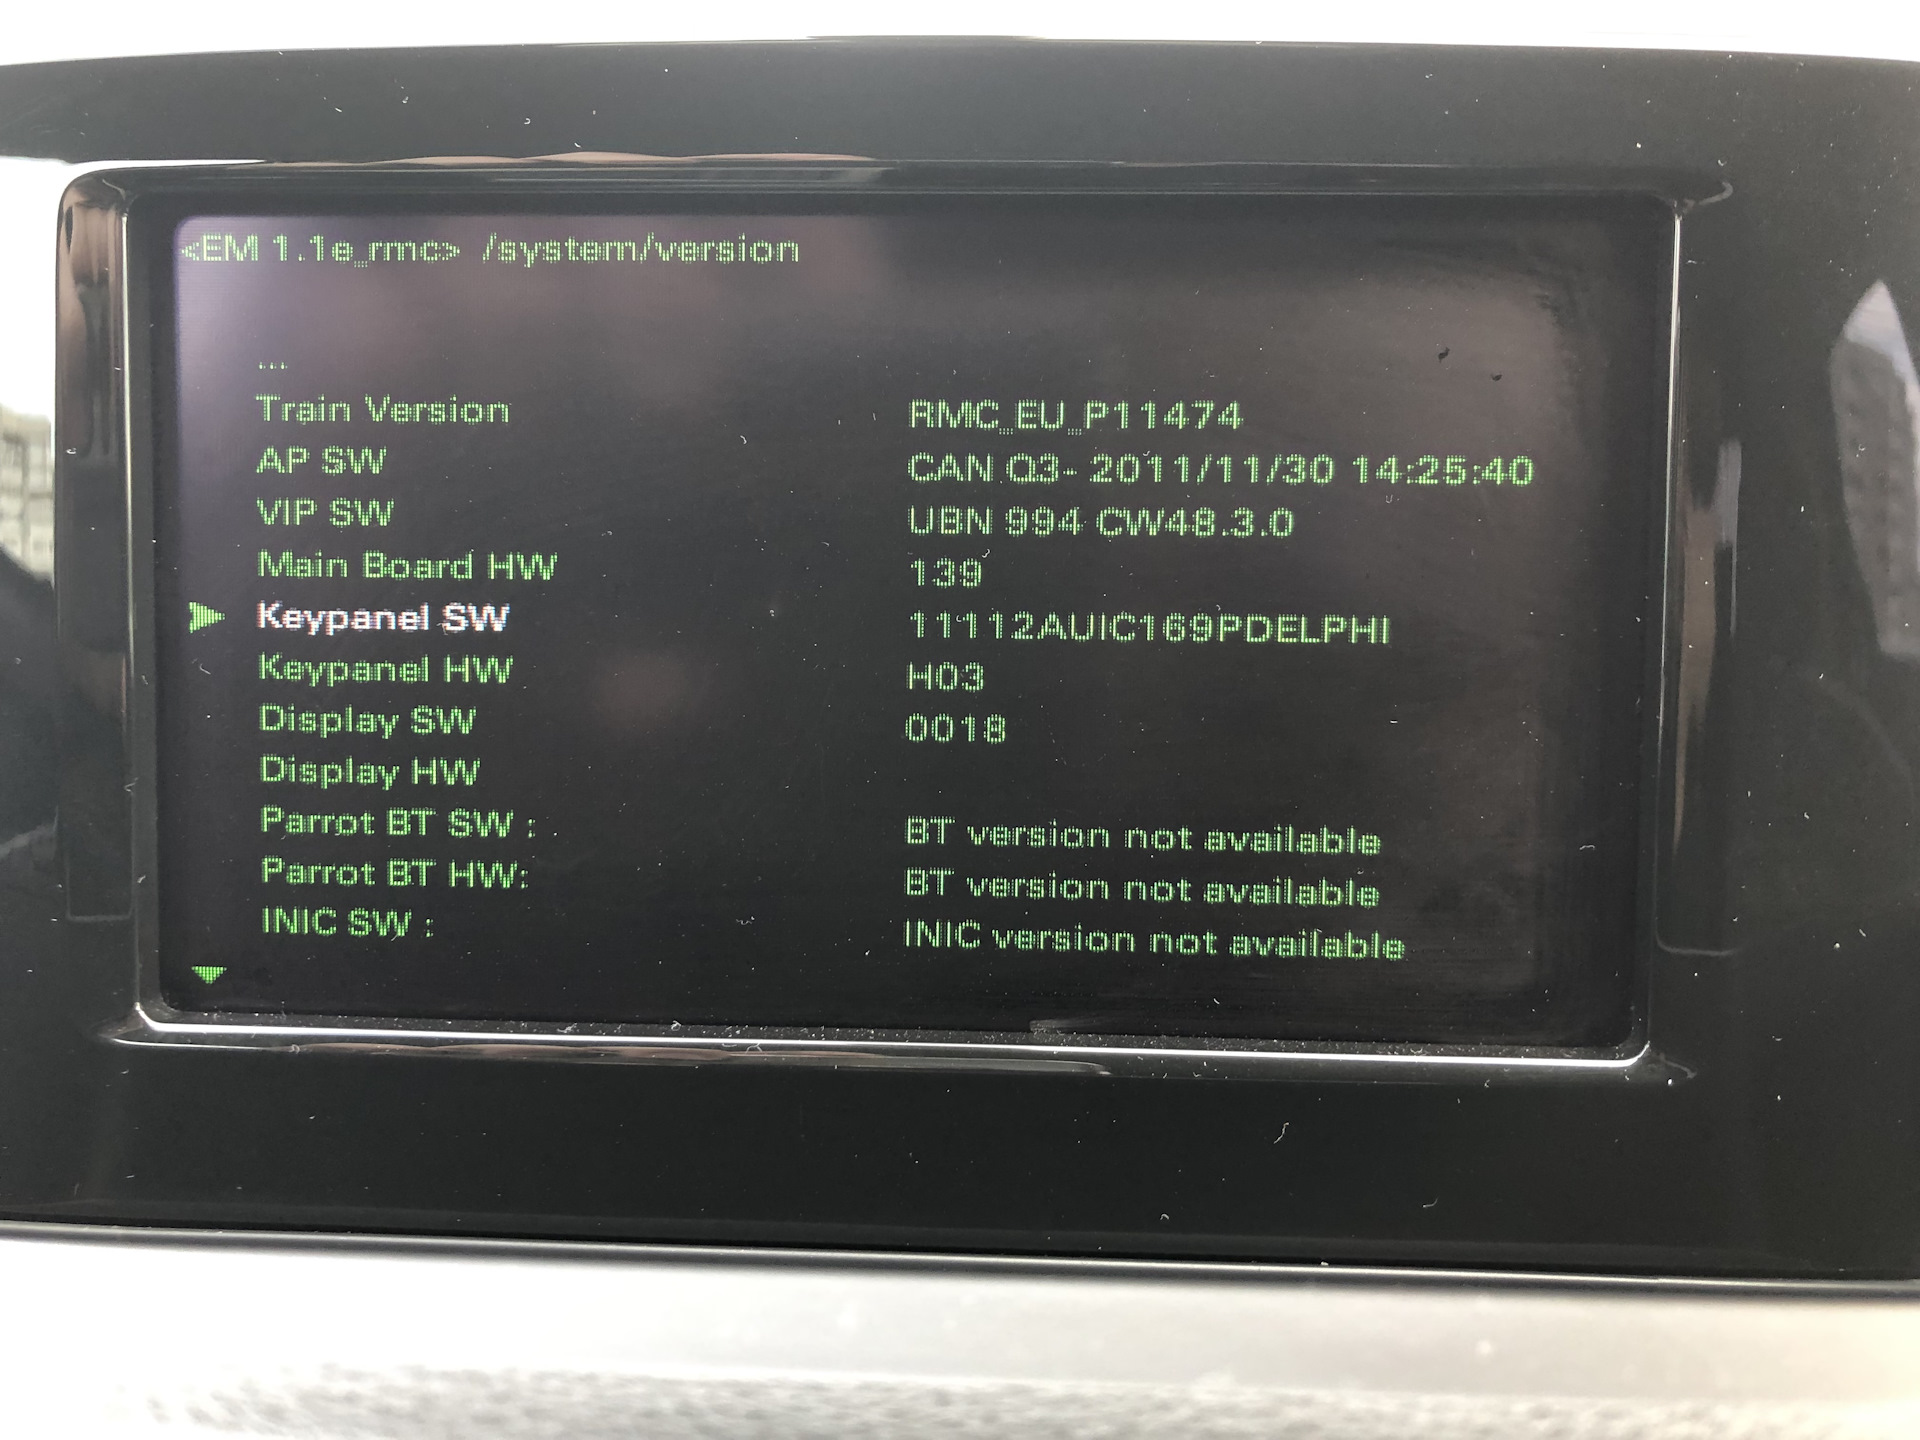 <EM 1.1e_rmc> /system/version
...
Train Version RMC_EU_P11474
AP SW CAN Q3- 2011/11/30 14:25:40
VIP SW UBN 994 CW48.3.0
Main Board HW 139
Keypanel SW 11112AUIC169PDELPHI
Keypanel HW H03
Display SW 0018
Display HW
Parrot BT SW : BT version not available
Parrot BT HW: BT version not available
INIC SW : INIC version not available